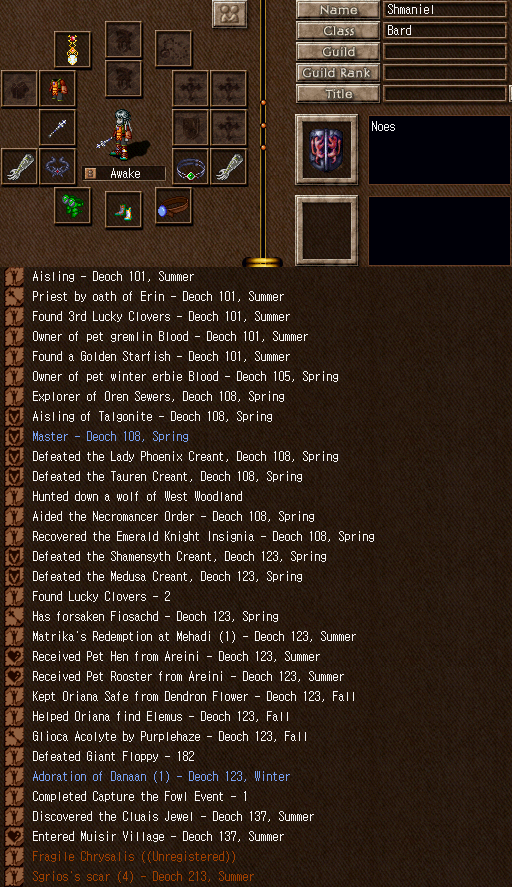 Name Shmaniel
Class Bard
Guild
Guild Rank
Title
Noes
Awake
Aisling - Deoch 101, Summer
Priest by oath of Erin - Deoch 101, Summer
Found 3rd Lucky Clovers - Deoch 101, Summer
Owner of pet gremlin Blood - Deoch 101, Summer
Found a Golden Starfish - Deoch 101, Summer
Owner of pet winter erbie Blood - Deoch 105, Spring
Explorer of Oren Sewers, Deoch 108, Spring
Aisling of Talgonite - Deoch 108, Spring
Master - Deoch 108, Spring
Defeated the Lady Phoenix Creant, Deoch 108, Spring
Defeated the Tauren Creant, Deoch 108, Spring
Hunted down a wolf of West Woodland
Aided the Necromancer Order - Deoch 108, Spring
Recovered the Emerald Knight Insignia - Deoch 108, Spring
Defeated the Shamensyth Creant, Deoch 123, Spring
Defeated the Medusa Creant, Deoch 123, Spring
Found Lucky Clovers - 2
Has forsaken Fiosachd - Deoch 123, Spring
Matrika's Redemption at Mehadi (1) - Deoch 123, Summer
Received Pet Hen from Areini - Deoch 123, Summer
Received Pet Rooster from Areini - Deoch 123, Summer
Kept Oriana Safe from Dendron Flower - Deoch 123, Fall
Helped Oriana find Elemus - Deoch 123, Fall
Glioca Acolyte by Purplehaze - Deoch 123, Fall
Defeated Giant Floppy - 182
Adoration of Danaan (1) - Deoch 123, Winter
Completed Capture the Fowl Event - 1
Discovered the Cluais Jewel - Deoch 137, Summer
Entered Muisir Village - Deoch 137, Summer
Fragile Chrysalis ((Unregistered))
Sgrios's scar (4) - Deoch 213, Summer